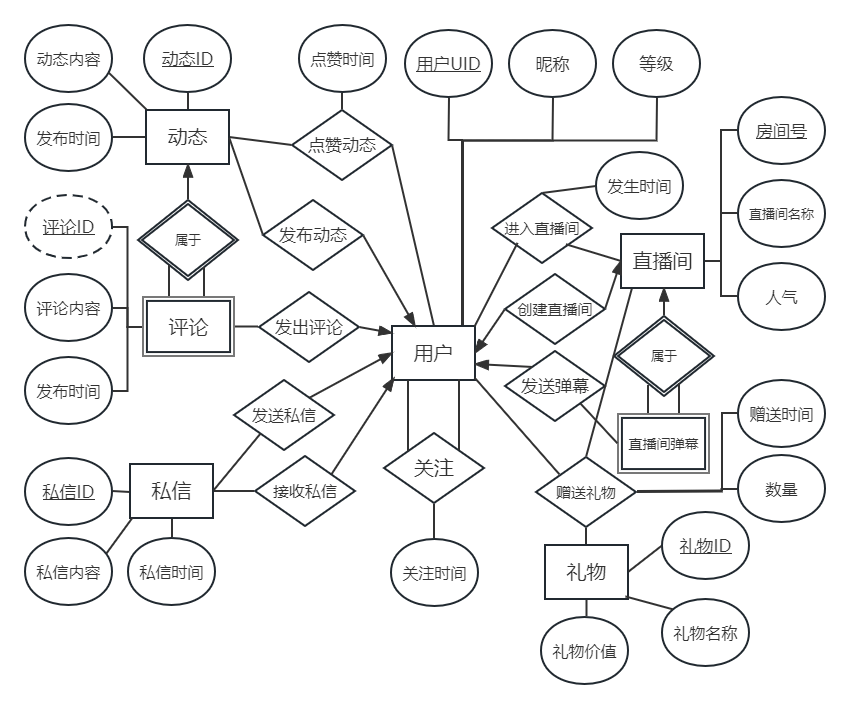 动态内容
动态ID
点赞时间
用户UID
昵称
等级
发布时间
动态
点赞动态
房间号
发生时间
直播间名称
评论ID
属于
发布动态
进入直播间
直播间
人气
评论内容
评论
发出评论
用户
创建直播间
属于
发布时间
发送私信
发送弹幕
赠送时间
直播间弹幕
关注
私信ID
私信
接收私信
赠送礼物
数量
私信内容
私信时间
关注时间
礼物
礼物ID
礼物价值
礼物名称